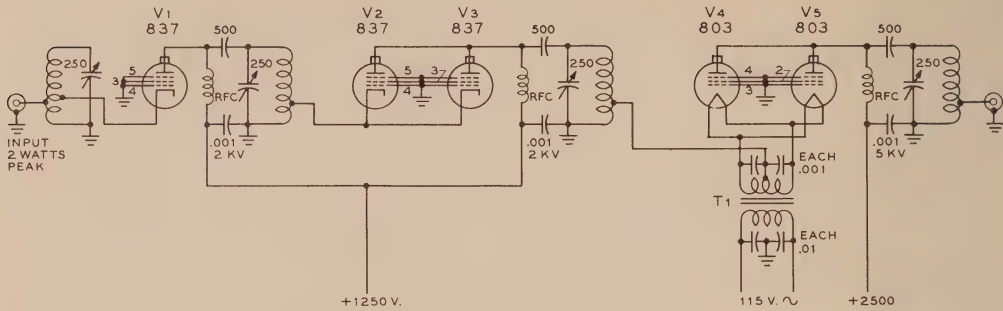 V1
837
V2
837
V3
837
V4
803
V5
803
500
500
500
250
5
3
4
250
5
3
4
250
4
2
3
250
RFC
RFC
RFC
INPUT
2 WATTS
PEAK
.001
2 KV
.001
2 KV
.001
5 KV
EACH
.001
T1
EACH
.01
+1250 V.
115 V. ~
+2500